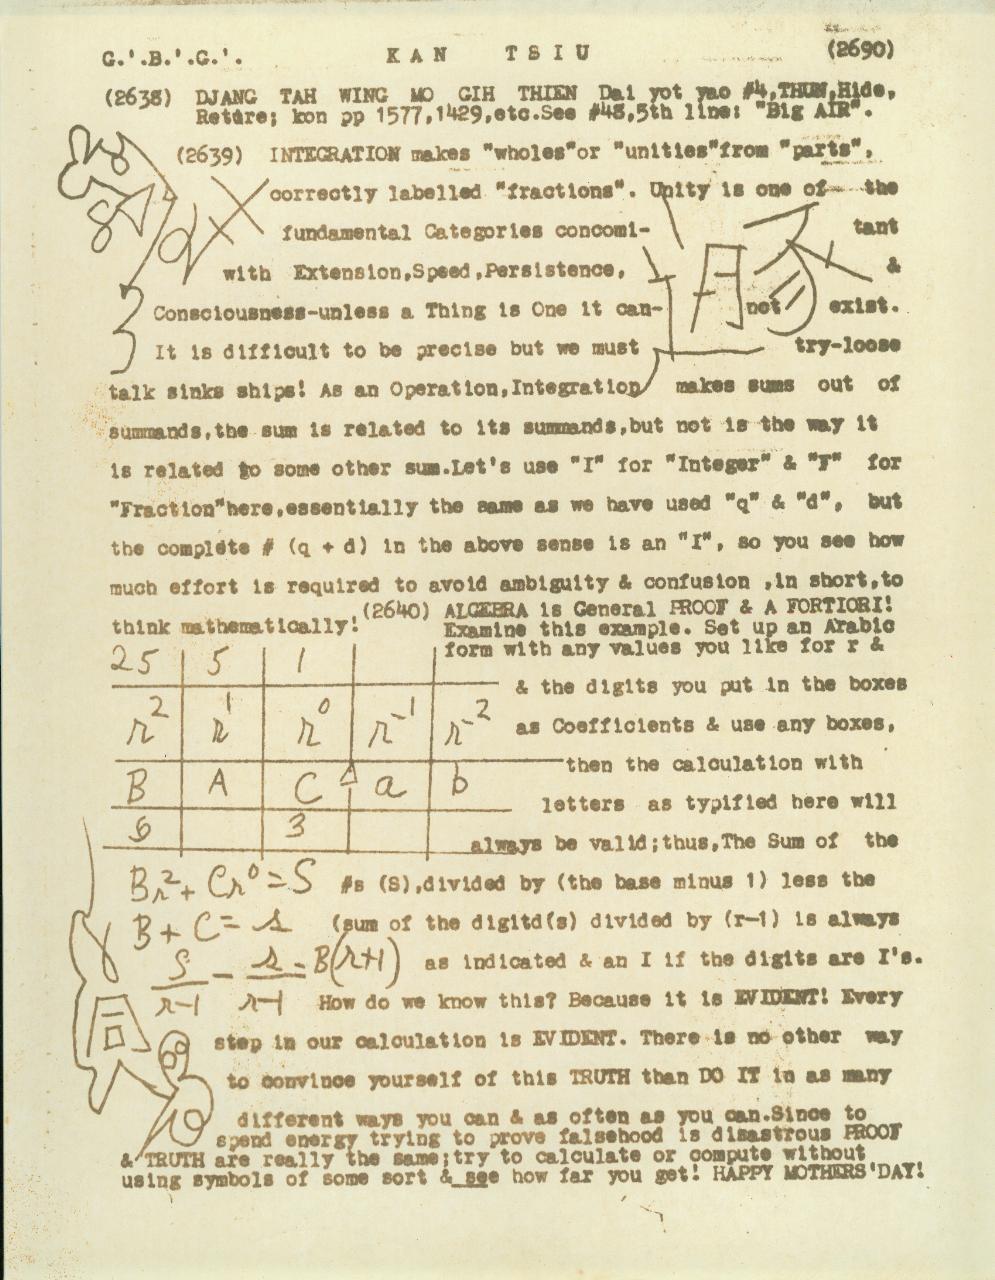 G.'.B.'.G.'. KAN TSIU (2690)
(2638) DJANG TAH WING MO GIH THIEN Dai yot yao #4,THUN,Hide,
Retire; kon pp 1577,1429,etc.See #48,5th line: "Big AIR".
(2639) INTEGRATION makes "wholes"or "unities"from "parts",
correctly labelled "fractions". Unity is one of the
fundamental Categories concomi- tant
with Extension,Speed,Persistence, &
Consciousness-unless a Thing is One it can- not exist.
It is difficult to be precise but we must try-loose
talk sinks ships! As an Operation,Integration makes sums out of
summands,the sum is related to its summands,but not is the way it
is related to some other sum.Let's use "I" for "Integer" & "F" for
"Fraction"here,essentially the same as we have used "q" & "d", but
the complete # (q + d) in the above sense is an "I", so you see how
much effort is required to avoid ambiguity & confusion ,in short,to
think mathematically!
(2640) ALGEBRA is General PROOF & A FORTIORI!
Examine this example. Set up an Arabic
form with any values you like for r &
& the digits you put in the boxes
as Coefficients & use any boxes,
then the calculation with
letters as typified here will
always be valid;thus,The Sum of the
25 5 1
r² r¹ r⁰ r⁻¹ r⁻²
B A C a b
6 3
Br² + Cr⁰ = S #s (S),divided by (the base minus 1) less the
B + C = s (sum of the digitd(s) divided by (r-1) is always
S/r-1 - s/r-1 = B(r+1) as indicated & an I if the digits are I's.
How do we know this? Because it is EVIDENT! Every
step in our calculation is EVIDENT. There is no other way
to convince yourself of this TRUTH than DO IT in as many
different ways you can & as often as you can.Since to
spend energy trying to prove falsehood is disastrous PROOF
& TRUTH are really the same;try to calculate or compute without
using symbols of some sort & see how far you get! HAPPY MOTHERS'DAY!